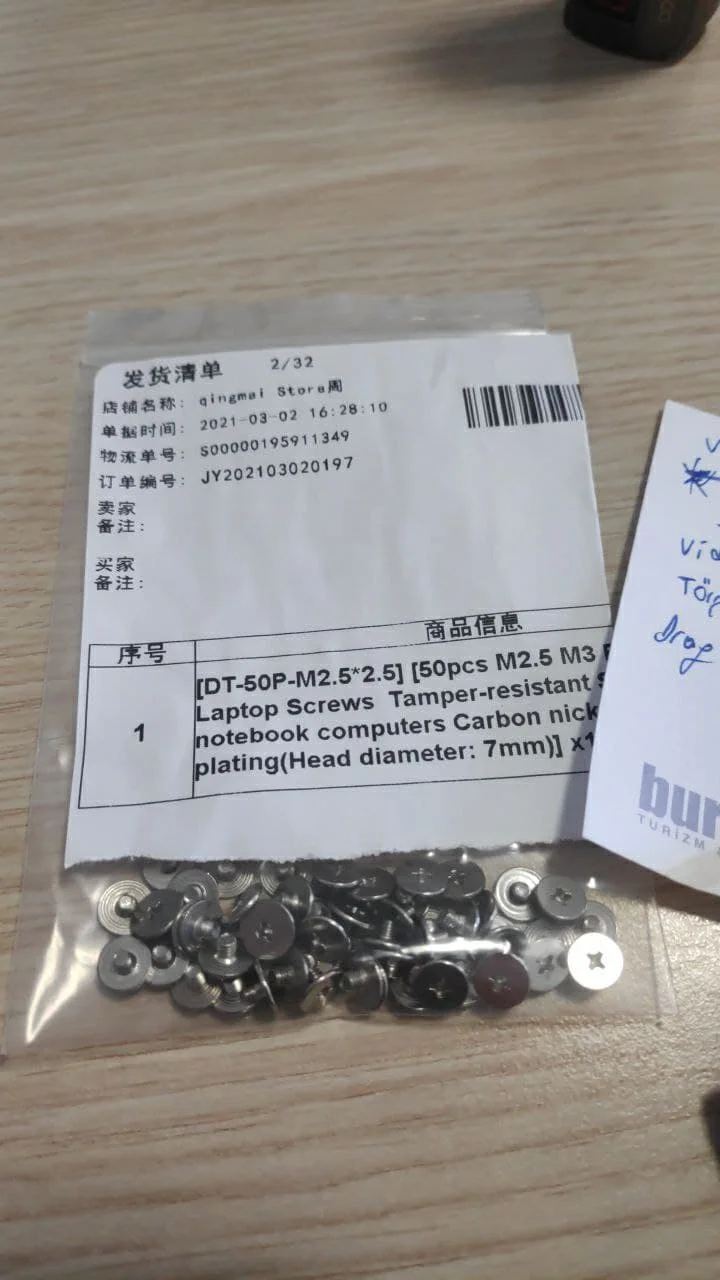 发货清单 2/32
店铺名称: qingmai Store周
单据时间: 2021-03-02 16:28:10
物流单号: S00000195911349
订单编号: JY202103020197
卖家
备注:
买家
备注:
序号 商品信息
1
[DT-50P-M2.5*2.5] [50pcs M2.5 M3
Laptop Screws Tamper-resistant
notebook computers Carbon nick
plating(Head diameter: 7mm)] x1
bur
TURİZM